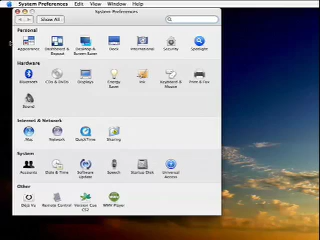 System Preferences Edit View Window Help
System Preferences
Show All
Personal
Appearance Dashboard & Exposé Desktop & Screen Saver Dock International Security Spotlight
Hardware
Bluetooth CDs & DVDs Displays Energy Saver Ink Keyboard & Mouse Print & Fax
Sound
Internet & Network
.Mac Network QuickTime Sharing
System
Accounts Date & Time Software Update Speech Startup Disk Universal Access
Other
Déjà Vu Remote Control Version Cue CS2 WMV Player